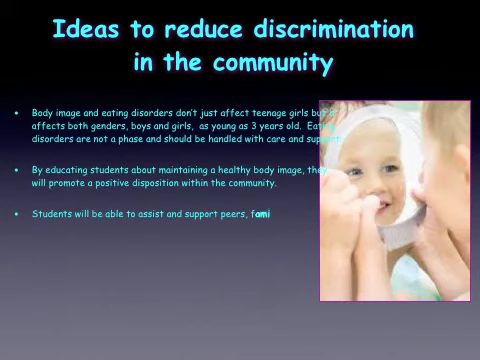 Ideas to reduce discrimination
in the community
• Body image and eating disorders don't just affect teenage girls but it
affects both genders, boys and girls, as young as 3 years old. Eating
disorders are not a phase and should be handled with care and support.
• By educating students about maintaining a healthy body image, they
will promote a positive disposition within the community.
• Students will be able to assist and support peers, fami